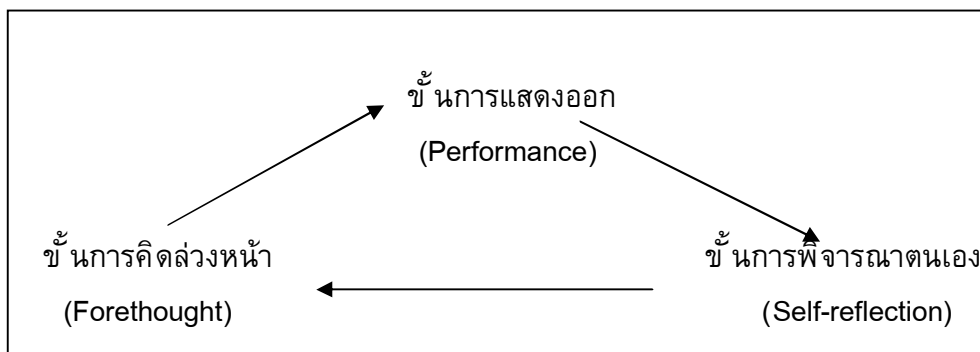 ขั้นการแสดงออก
(Performance)
ขั้นการคิดล่วงหน้า
(Forethought)
ขั้นการพิจารณาตนเอง
(Self-reflection)